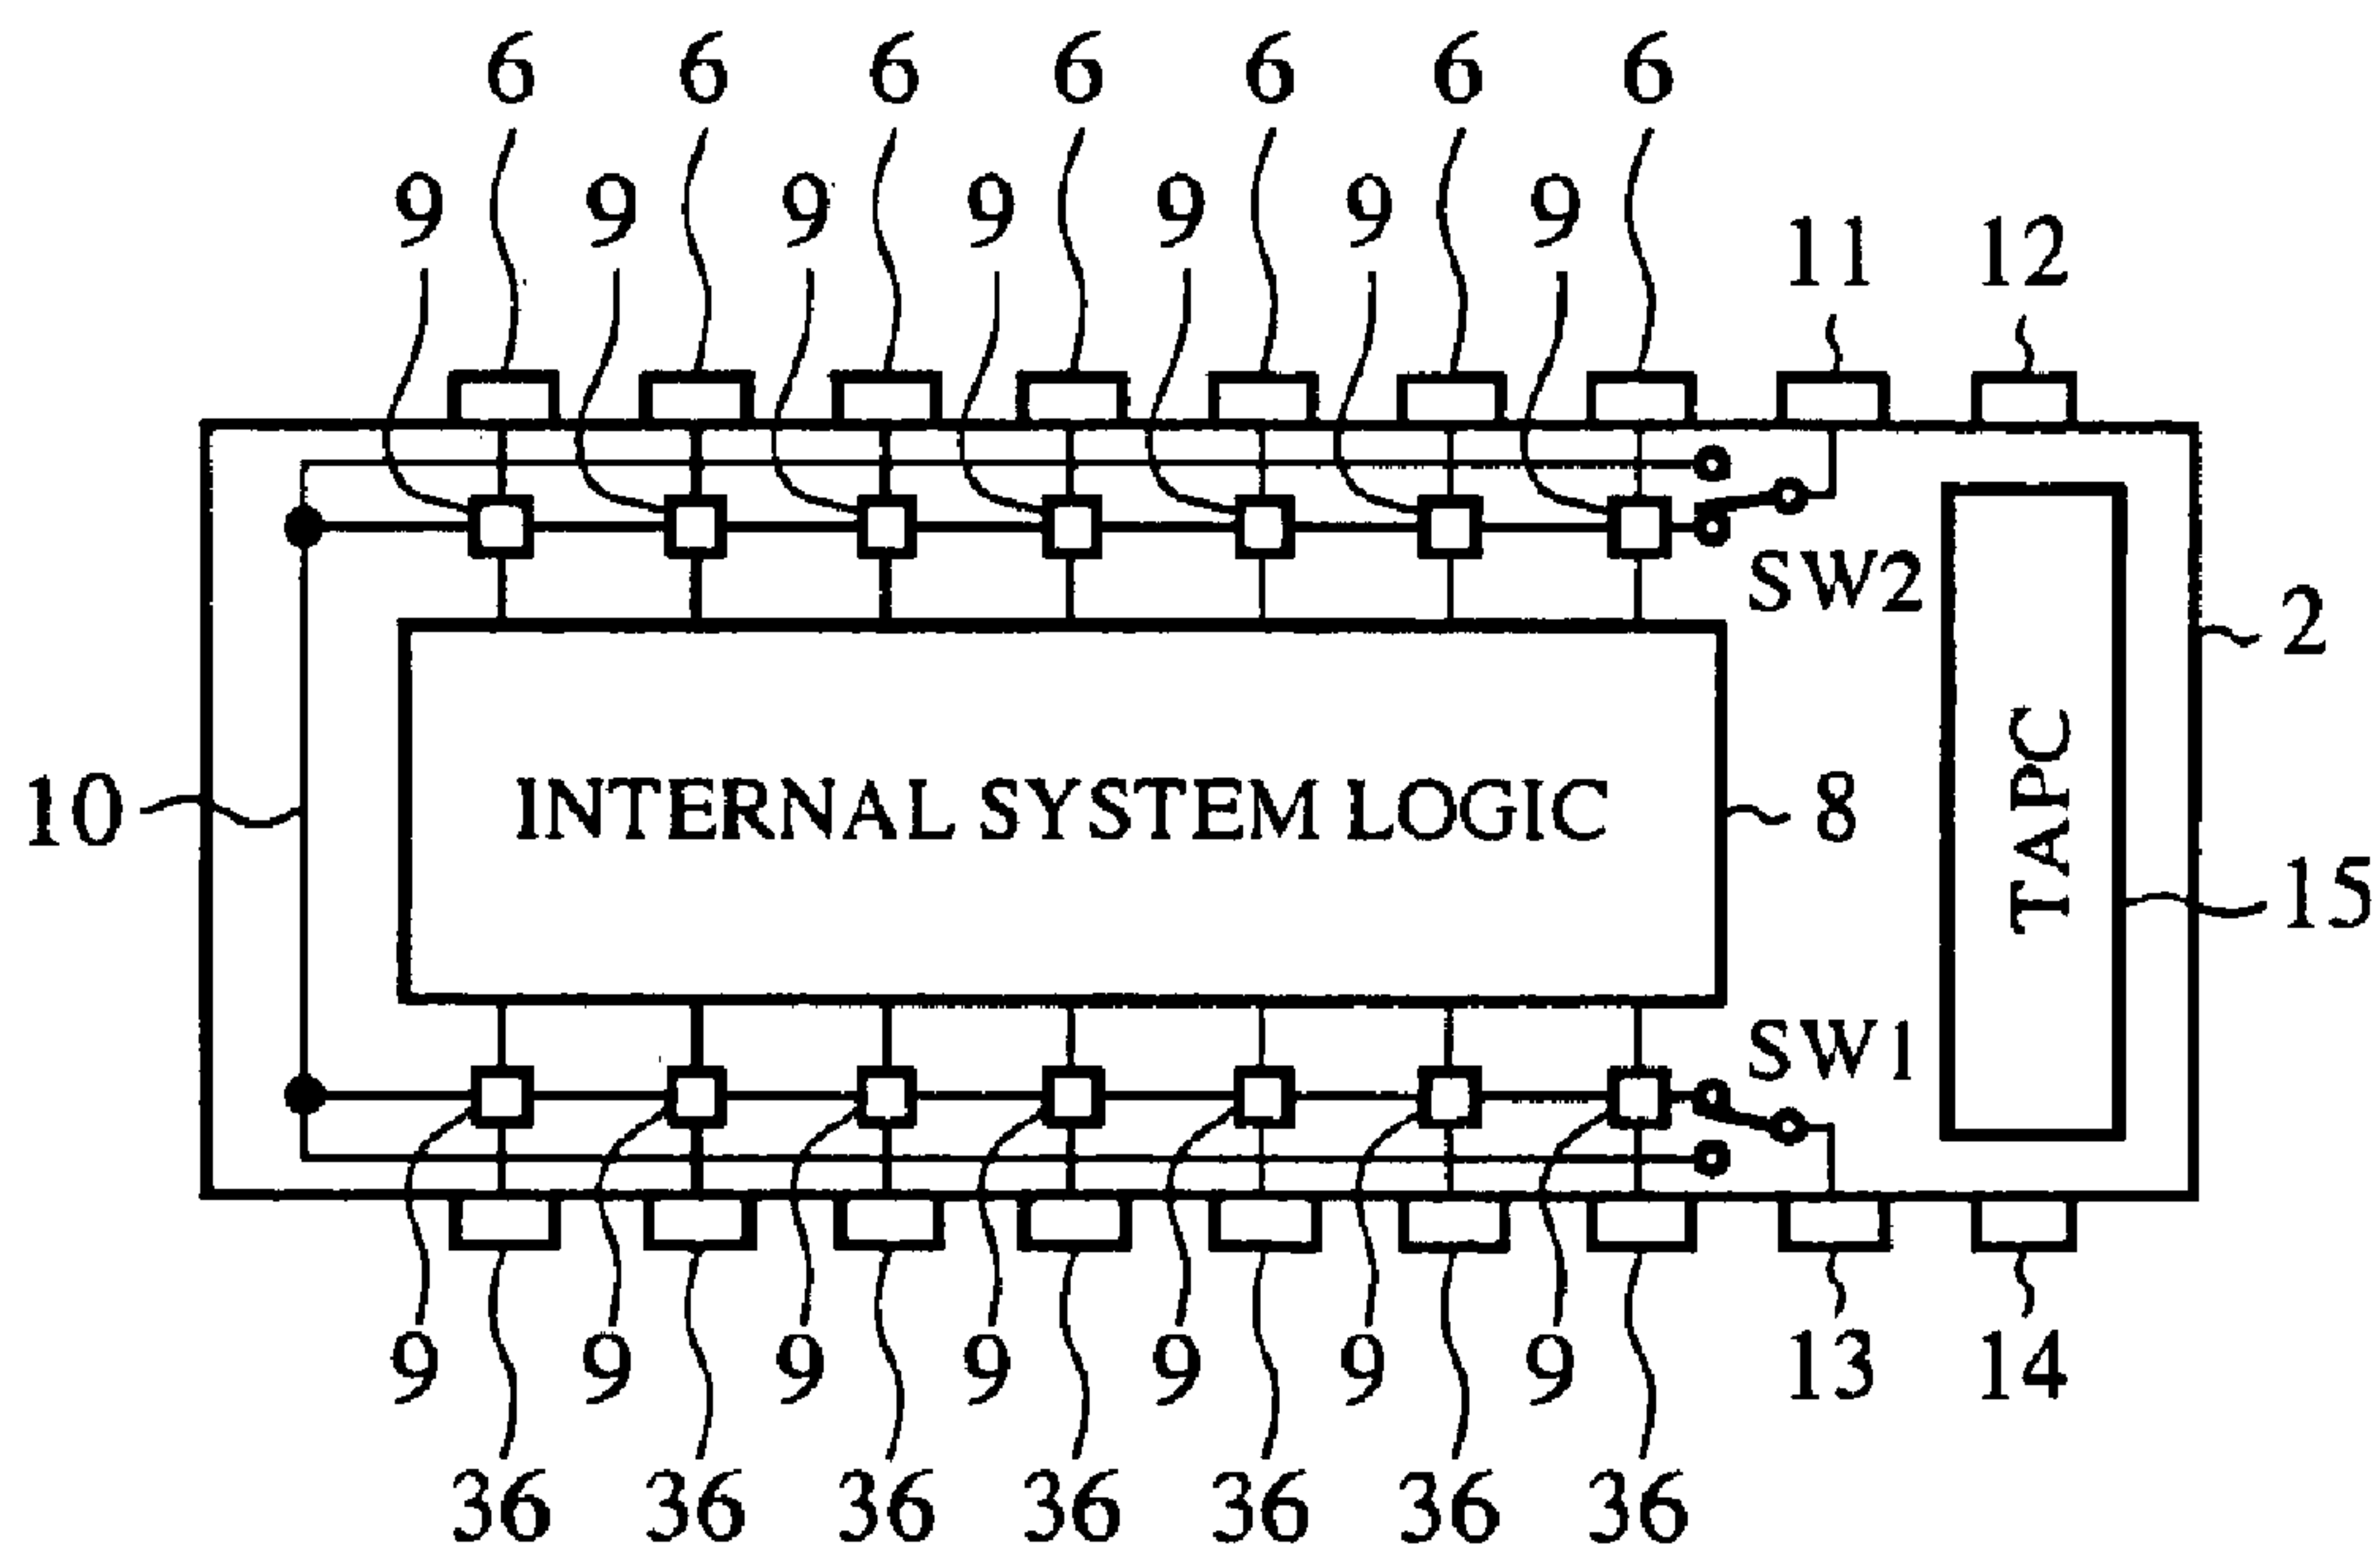 6 6 6 6 6 6 6
9 9 9 9 9 9 9 11 12
SW2
2
INTERNAL SYSTEM LOGIC
10
8
TAPC
15
SW1
9 9 9 9 9 9 9 13 14
36 36 36 36 36 36 36